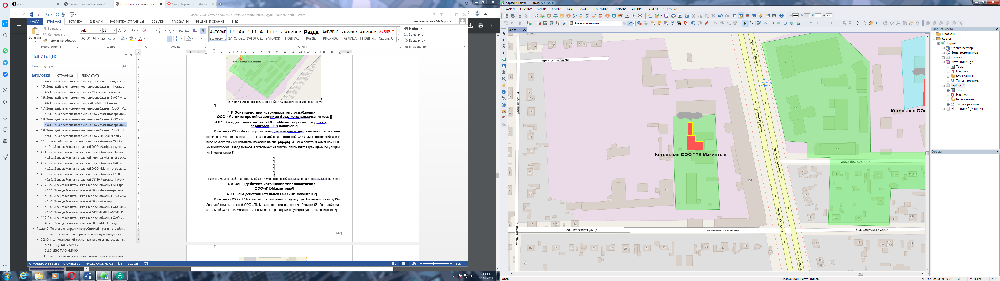 Дзен
Схема теплоснабжения 20
Схема теплоснабжения 20
Улица Горняков — Яндекс
Глава 1. Существ. положение [Режим ограниченной функциональности] - Word
ФАЙЛ ГЛАВНАЯ ВСТАВКА ДИЗАЙН РАЗМЕТКА СТРАНИЦЫ ССЫЛКИ РАССЫЛКИ РЕЦЕНЗИРОВАНИЕ ВИД
Учетная запись Майкрософт
Вставить
Вырезать
Копировать
Формат по образцу
Буфер обмена
Arial 11
Шрифт
Абзац
Без отступа ЗАГОЛОВ... ЗАГОЛОВ... ЗАГОЛОВ... ПОДРИС... РАЗДЕЛ РИСУНОК ТАБЛИЦА ¶ ПОДПИ... Скрытый...
Стили
Найти
Заменить
Выделить
Редактирование
Навигация
Поиск в документе
ЗАГОЛОВКИ СТРАНИЦЫ РЕЗУЛЬТАТЫ
4.4.2. Зона действия котельной ул. Лесопарковая, д.93/9
4.5. Зоны действия источников теплоснабжения Филиал...
4.5.1. Зона действия котельной «Магнитогорского пси...
4.6. Зоны действия источников теплоснабжения ЗАО "МК...
4.6.1. Зона действия котельной АО «МКХП-Ситно»
4.7. Зоны действия источников теплоснабжения ООО «М...
4.7.1. Зона действия котельной ООО «Магнитогорский...
4.8. Зоны действия источников теплоснабжения ООО «М...
4.8.1. Зона действия котельной ООО «Магнитогорский...
4.9. Зоны действия источников теплоснабжения ООО «П...
4.9.1. Зона действия котельной ООО «ПК Макинтош»
4.10. Зоны действия источников теплоснабжения ООО «...
4.10.1. Зона действия котельной ООО «Фабрика кухонн...
4.11. Зоны действия источников теплоснабжения Филиа...
4.11.1. Зона действия котельной Филиал Магнитогорск...
4.12. Зоны действия источников теплоснабжения ОАО «...
4.12.1. Зона действия котельной ООО «Магнитогорски...
4.13. Зоны действия источников теплоснабжения СУПНР...
4.13.1. Зона действия котельной СУПНР филиал ПАО «...
4.14. Зоны действия источников теплоснабжения МП тре...
4.14.1. Зона действия котельной ООО «Банно-прачечн...
4.15. Зоны действия источников теплоснабжения ЗАО «А...
4.15.1. Зона действия котельной ООО «Алькор»
4.16. Зоны действия источников теплоснабжения ФКУ ИК...
4.16.1. Зона действия котельной ФКУ ИК-18 ГУФСИН Р...
4.17. Зоны действия источников теплоснабжения ОАО «...
4.17.1. Зона действия котельной ООО «МагХолод»
Раздел 5. Тепловые нагрузки потребителей, групп потребит...
5.1. Описание значений спроса на тепловую мощность в...
5.2. Описание значений расчетных тепловых нагрузок на...
5.2.1. ТЭЦ ПАО «ММК»
5.2.2. ЦЭС ПАО «ММК»
5.3. Описание случаев и условий применения отопления...
Котельная ООО Магн.элеватор
Рисунок 54. Зона действия котельной ООО «Магнитогорский элеватор»¶
4.8. Зоны действия источников теплоснабжения
ООО «Магнитогорский завод пиво-безалкогольных напитков»¶
4.8.1. Зона действия котельной ООО «Магнитогорский завод пиво-
безалкогольных напитков»¶
Котельная ООО «Магнитогорский завод пиво-безалкогольных напитков» расположена
по адресу: ул. Циолковского, д.1а. Зона действия котельной ООО «Магнитогорский завод
пиво-безалкогольных напитков» показана на рис. Рисунок 54. Зона действия котельной ООО
«Магнитогорский завод пиво-безалкогольных напитков» описывается границами по улицам:
ул. Циолковского.¶
Рисунок 55. Зона действия котельной ООО «Магнитогорский завод пиво-безалкогольных напитков»¶
4.9. Зоны действия источников теплоснабжения
ООО «ПК Макинтош»¶
4.9.1. Зона действия котельной ООО «ПК Макинтош»¶
Котельная ООО «ПК Макинтош» расположена по адресу: ул. Большевистская, д.13а.
Зона действия котельной ООО «ПК Макинтош» показана на рис. Рисунок 55. Зона действия
котельной ООО «ПК Макинтош» описывается границами по улицам: ул. Большевистская.¶
144¶
СТРАНИЦА 144 ИЗ 252 СТОЛБЕЦ: 39 ЧИСЛО СЛОВ: 61723 РУССКИЙ
80%
RU
13:43
26.01.2023
Карта1 * (alex) - ZuluGIS 8.0 (2021)
ФАЙЛ ПРАВКА СЛОЙ КАРТА ВИД РАСТР ТАБЛИЦА ЗАДАЧИ СЕРВИС ОКНО СПРАВКА
Зоны источников
Карта1 *
переулок Некрасова
улица Ватутина
улица Ватутина
проспект Пушкина
проспект Пушкина
проспект Пушкина
проспект Пушкина
Швейная
фабрика
Котельная ООО "ПК Макинтош"
Котельная ООО
улица Циолковского
Большевистская улица
Большевистская улица
Большевистская улица
Рабочее место
Проекты
Карты
Карта1
OpenStreetMap
Зоны источников
копия з
Источники 2gis
Темы
Надписи
Базы данных
Типы и режимы
teplogvs2
Темы
Надписи
Базы данных
Типы и режимы
Источники 2gis копия
Объект
Готово
Правка: Зоны источников
X: 2871.65 м Y: 5021.13 м M1:1349 Z18